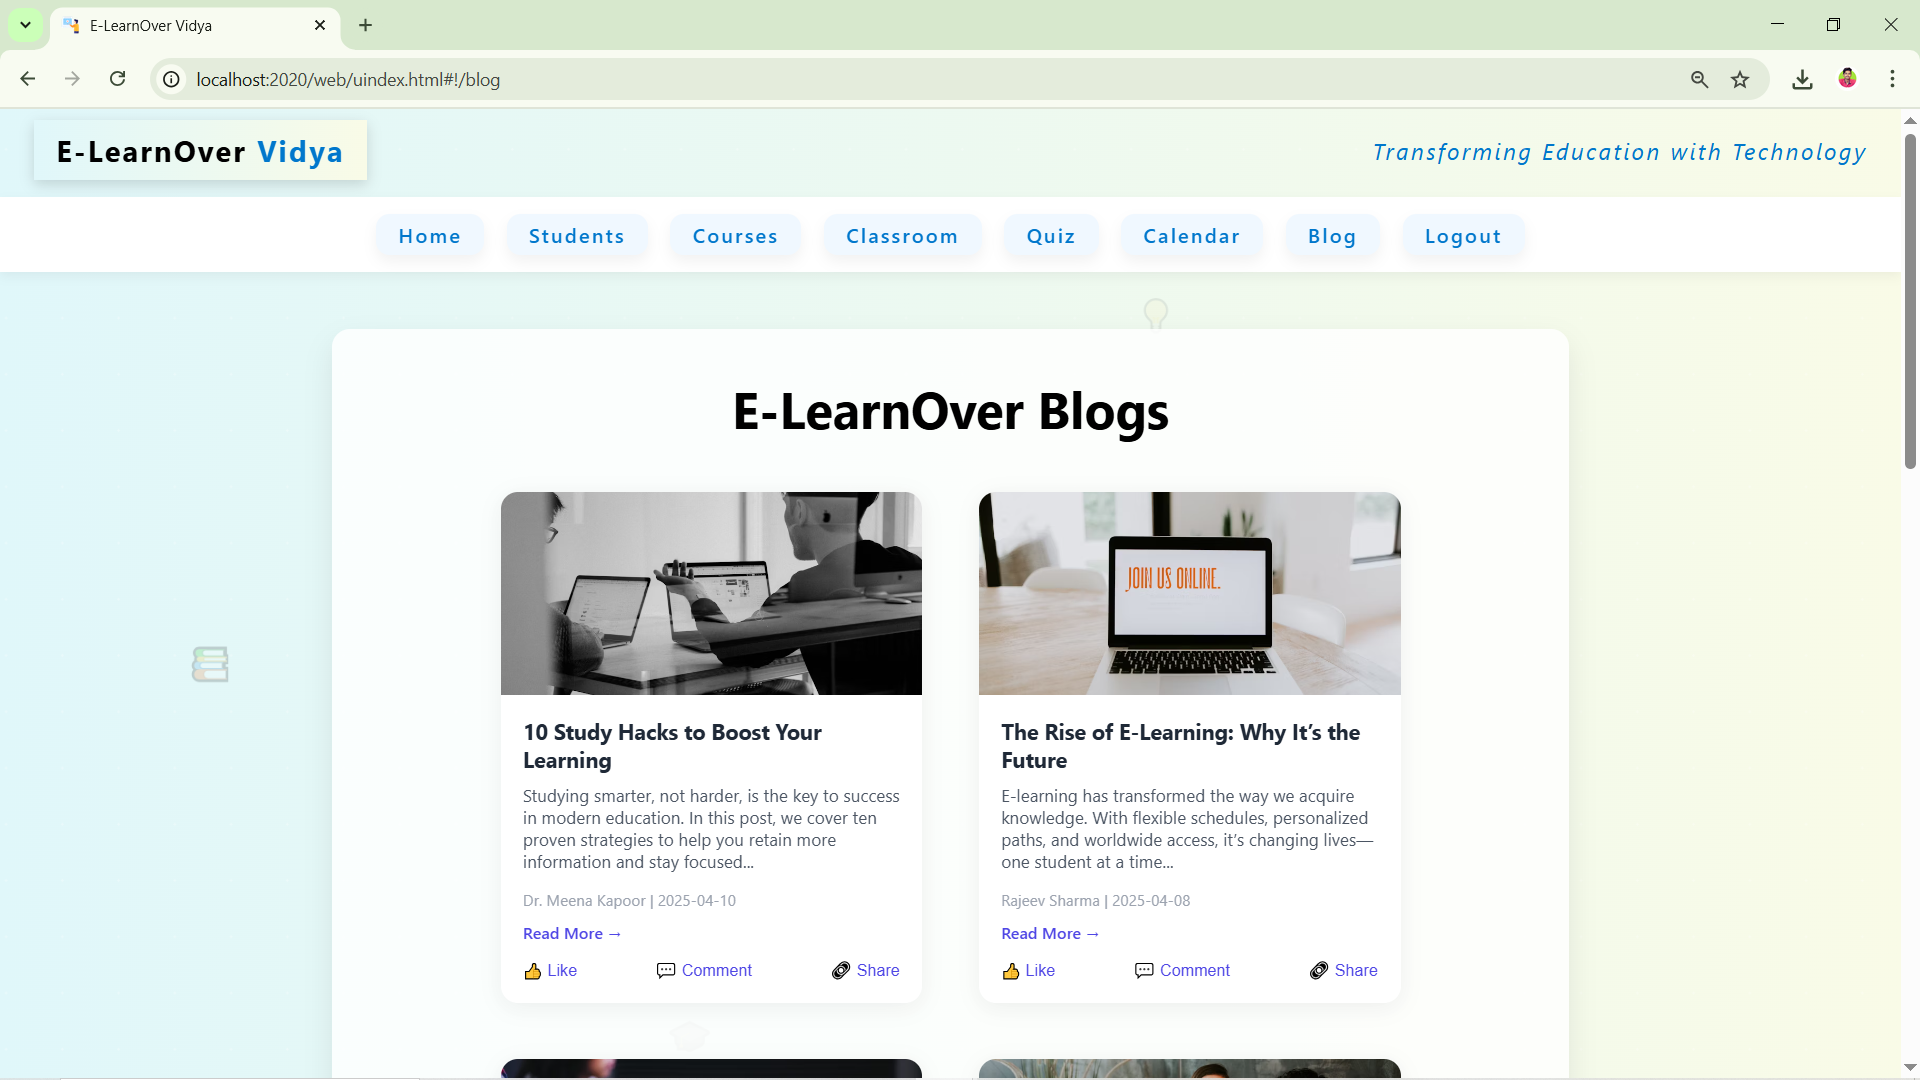 E-LearnOver Vidya
localhost:2020/web/uindex.html#!/blog
E-LearnOver Vidya
Transforming Education with Technology
Home
Students
Courses
Classroom
Quiz
Calendar
Blog
Logout
E-LearnOver Blogs
JOIN US ONLINE.
10 Study Hacks to Boost Your
Learning
Studying smarter, not harder, is the key to success
in modern education. In this post, we cover ten
proven strategies to help you retain more
information and stay focused...
Dr. Meena Kapoor | 2025-04-10
Read More →
👍 Like
💬 Comment
🔗 Share
The Rise of E-Learning: Why It’s the
Future
E-learning has transformed the way we acquire
knowledge. With flexible schedules, personalized
paths, and worldwide access, it’s changing lives—
one student at a time...
Rajeev Sharma | 2025-04-08
Read More →
👍 Like
💬 Comment
🔗 Share